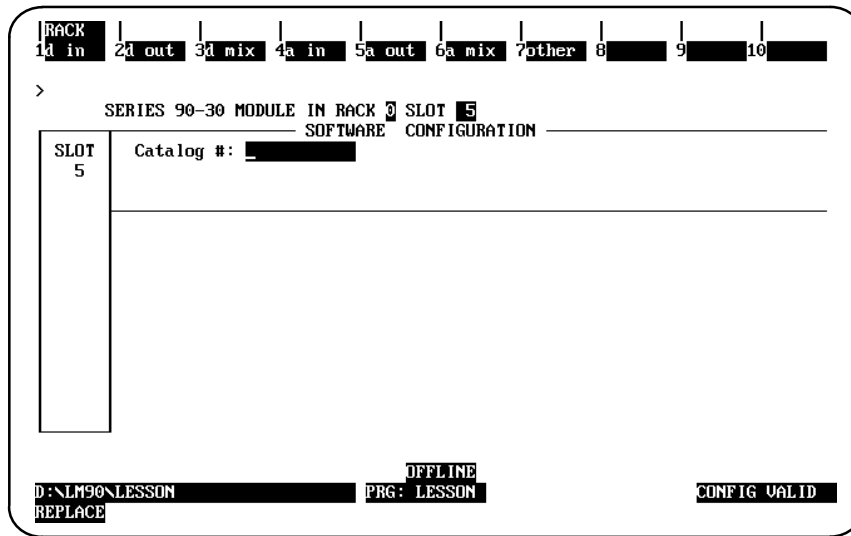 RACK
1d in 2d out 3d mix 4a in 5a out 6a mix 7other 8 9 10
>
SERIES 90-30 MODULE IN RACK 0 SLOT 5
SOFTWARE CONFIGURATION
SLOT Catalog #:
5
OFFLINE
D:\LM90\LESSON PRG: LESSON CONFIG VALID
REPLACE